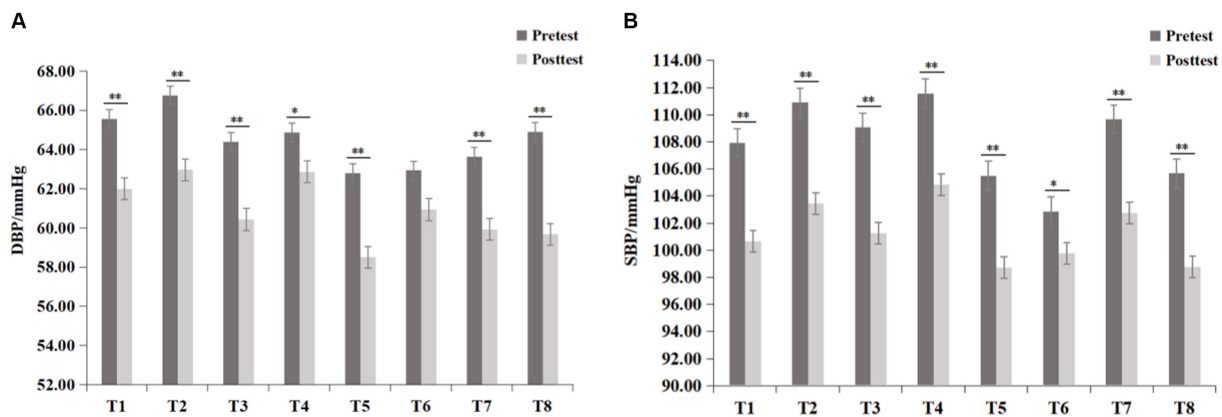 A
Pretest
Posttest
DBP/mmHg
68.00
66.00
64.00
62.00
60.00
58.00
56.00
54.00
52.00
** ** ** * ** ** **
T1 T2 T3 T4 T5 T6 T7 T8
B
Pretest
Posttest
SBP/mmHg
114.00
112.00
110.00
108.00
106.00
104.00
102.00
100.00
98.00
96.00
94.00
92.00
90.00
** ** ** ** ** * ** **
T1 T2 T3 T4 T5 T6 T7 T8